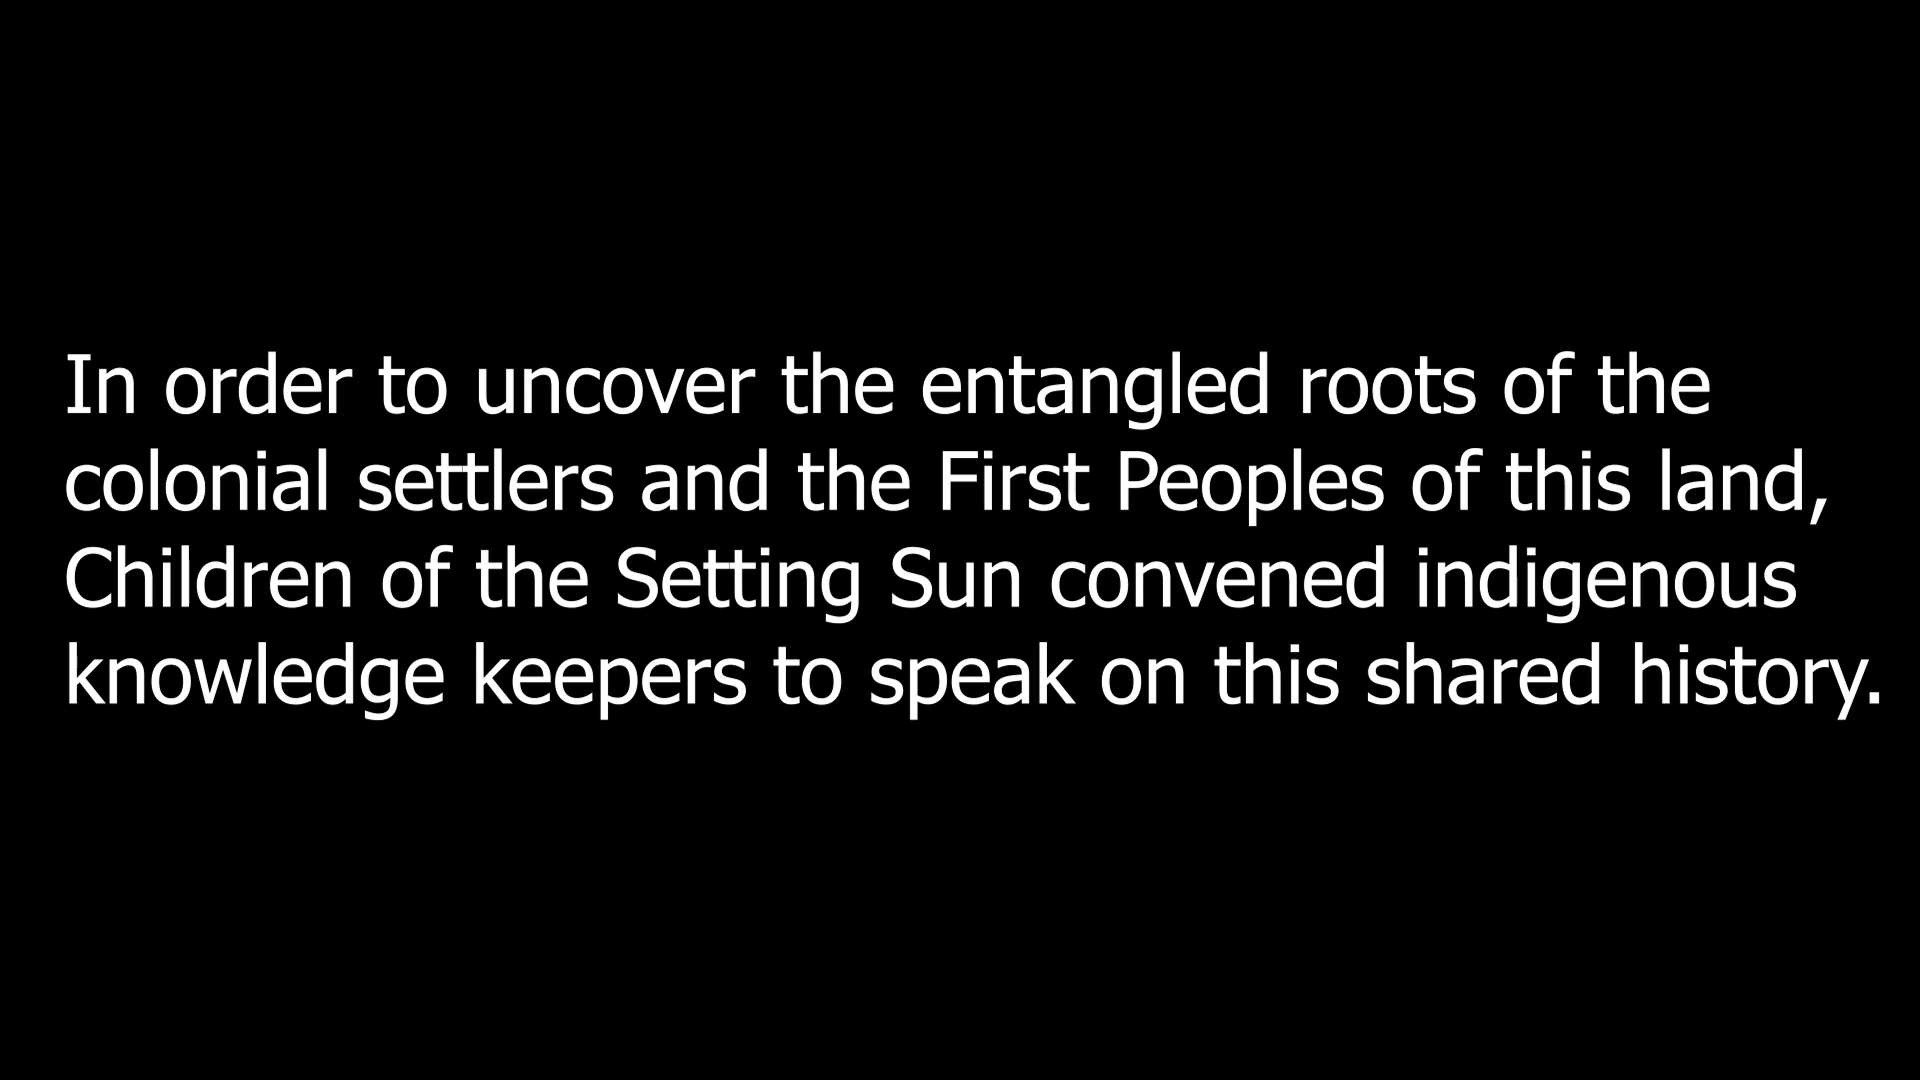 In order to uncover the entangled roots of the
colonial settlers and the First Peoples of this land,
Children of the Setting Sun convened indigenous
knowledge keepers to speak on this shared history.